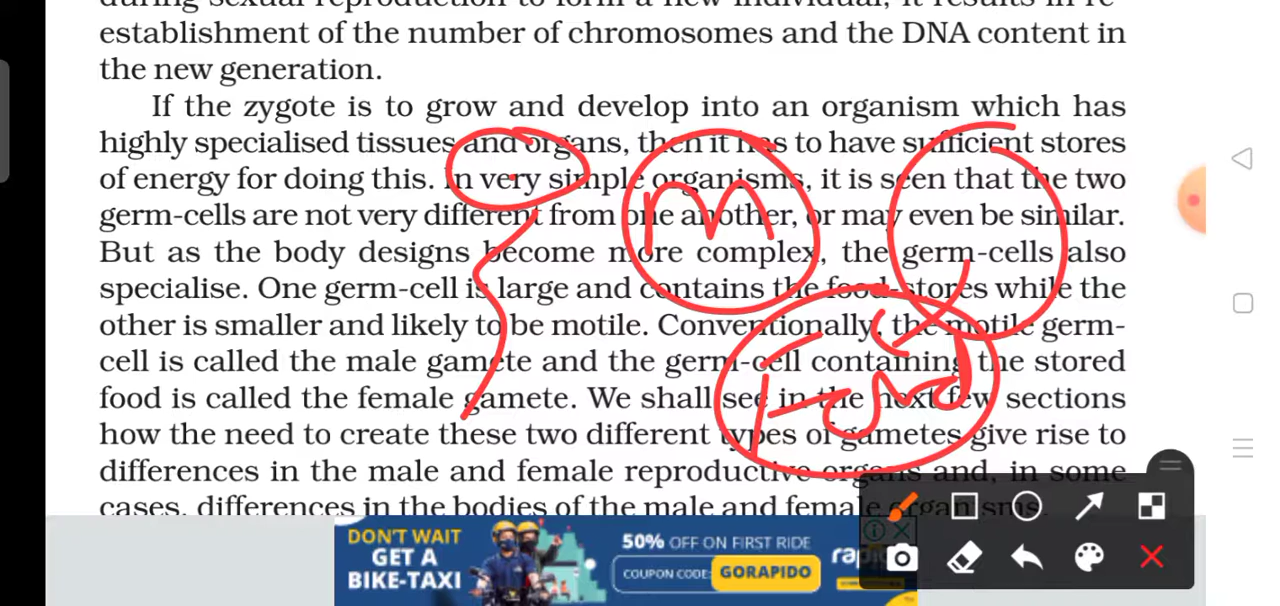 establishment of the number of chromosomes and the DNA content in
the new generation.
If the zygote is to grow and develop into an organism which has
highly specialised tissues and organs, then it has to have sufficient stores
of energy for doing this. In very simple organisms, it is seen that the two
germ-cells are not very different from one another, or may even be similar.
But as the body designs become more complex, the germ-cells also
specialise. One germ-cell is large and contains the food-stores while the
other is smaller and likely to be motile. Conventionally, the motile germ-
cell is called the male gamete and the germ-cell containing the stored
food is called the female gamete. We shall see in the next few sections
how the need to create these two different types of gametes give rise to
differences in the male and female reproductive organs and, in some
cases, differences in the bodies of the male and female organisms.
M
DON'T WAIT
GET A
BIKE-TAXI
50% OFF ON FIRST RIDE
COUPON CODE: GORAPIDO